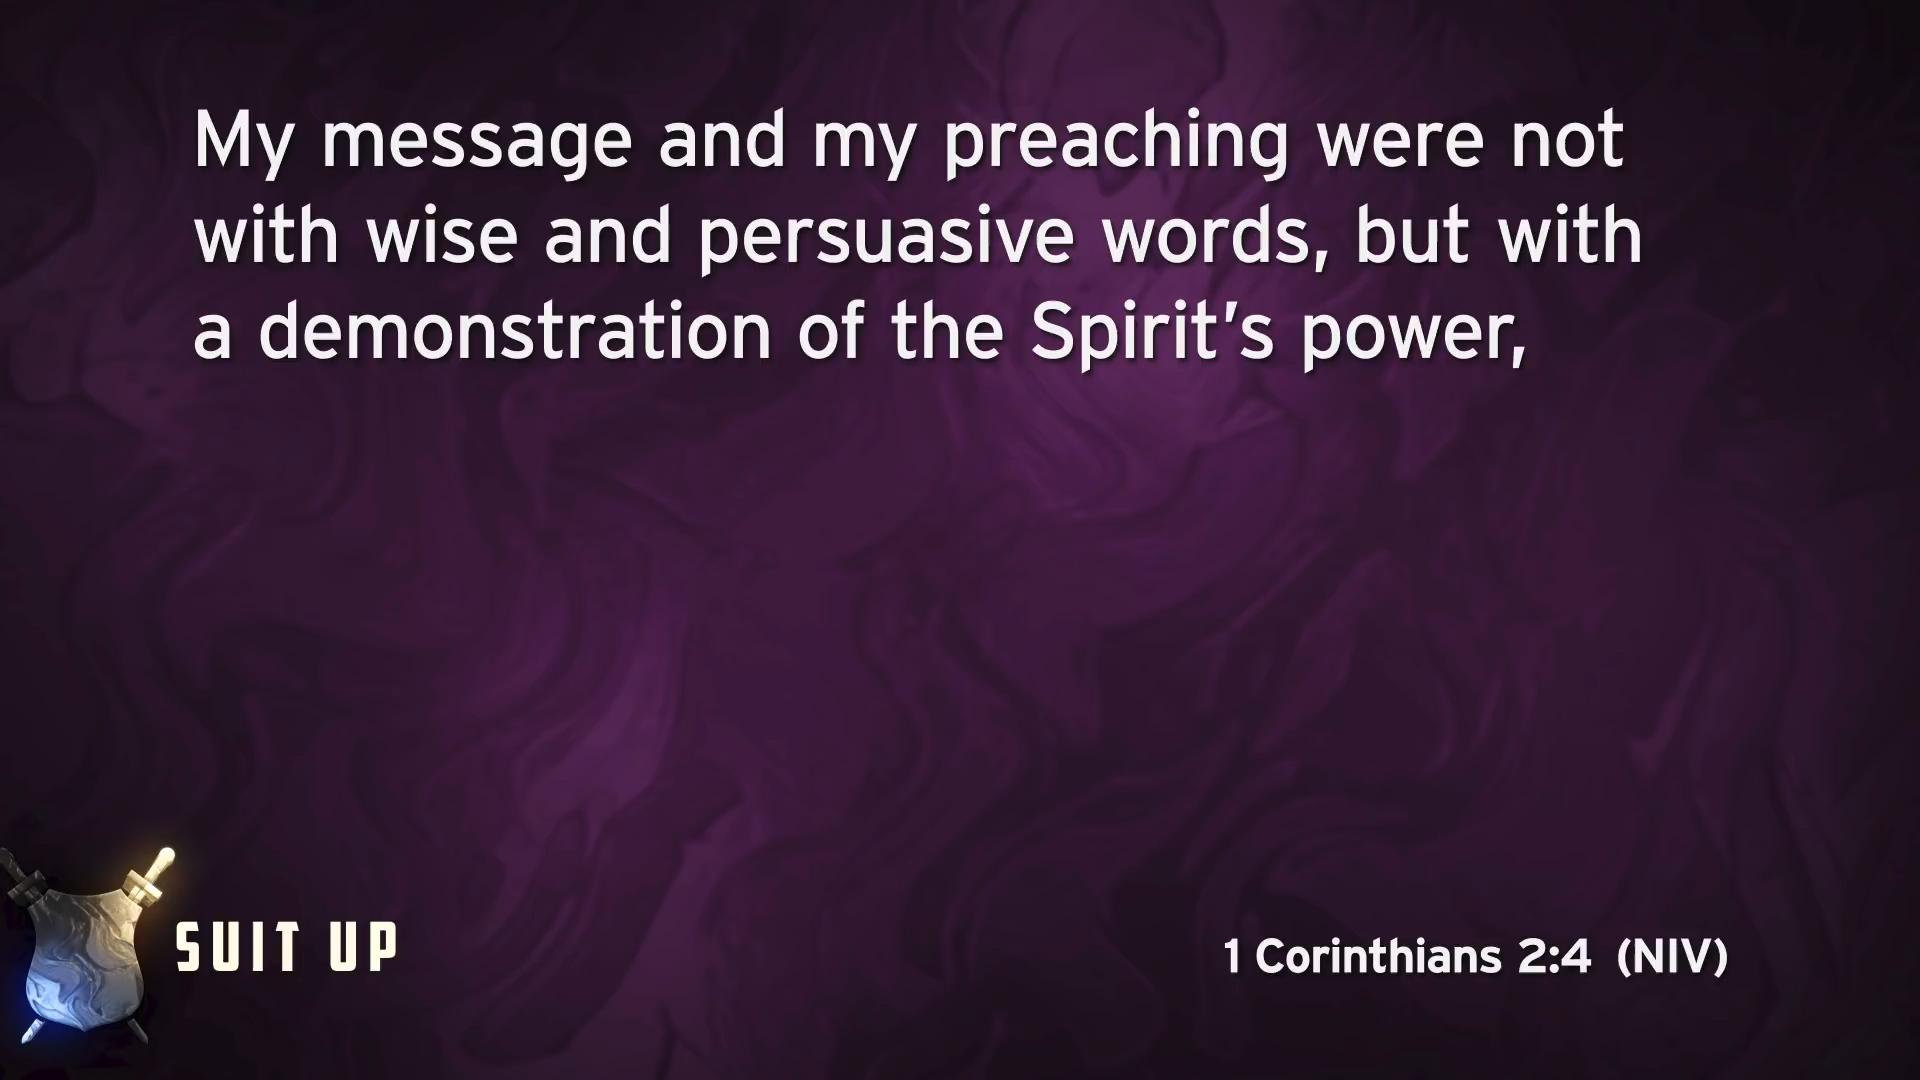 My message and my preaching were not
with wise and persuasive words, but with
a demonstration of the Spirit’s power,
SUIT UP
1 Corinthians 2:4 (NIV)